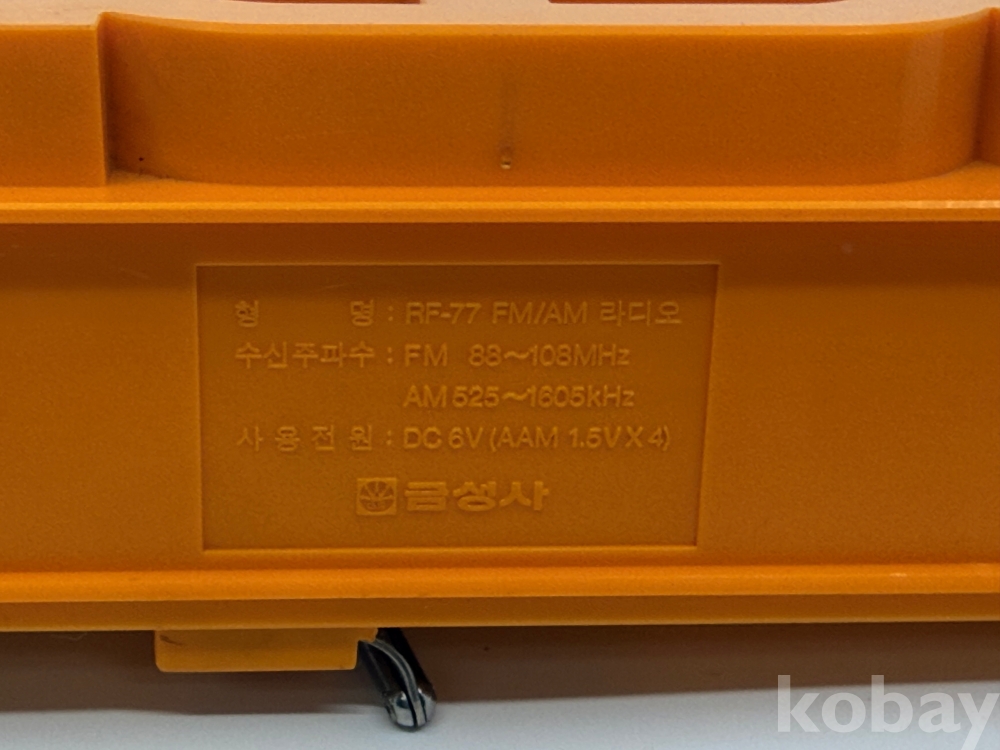 형 명 : RF-77 FM/AM 라디오
수신주파수 : FM 88~108MHz
AM 525~1605kHz
사 용 전 원 : DC 6V (AAM 1.5V X 4)
금성사
kobay